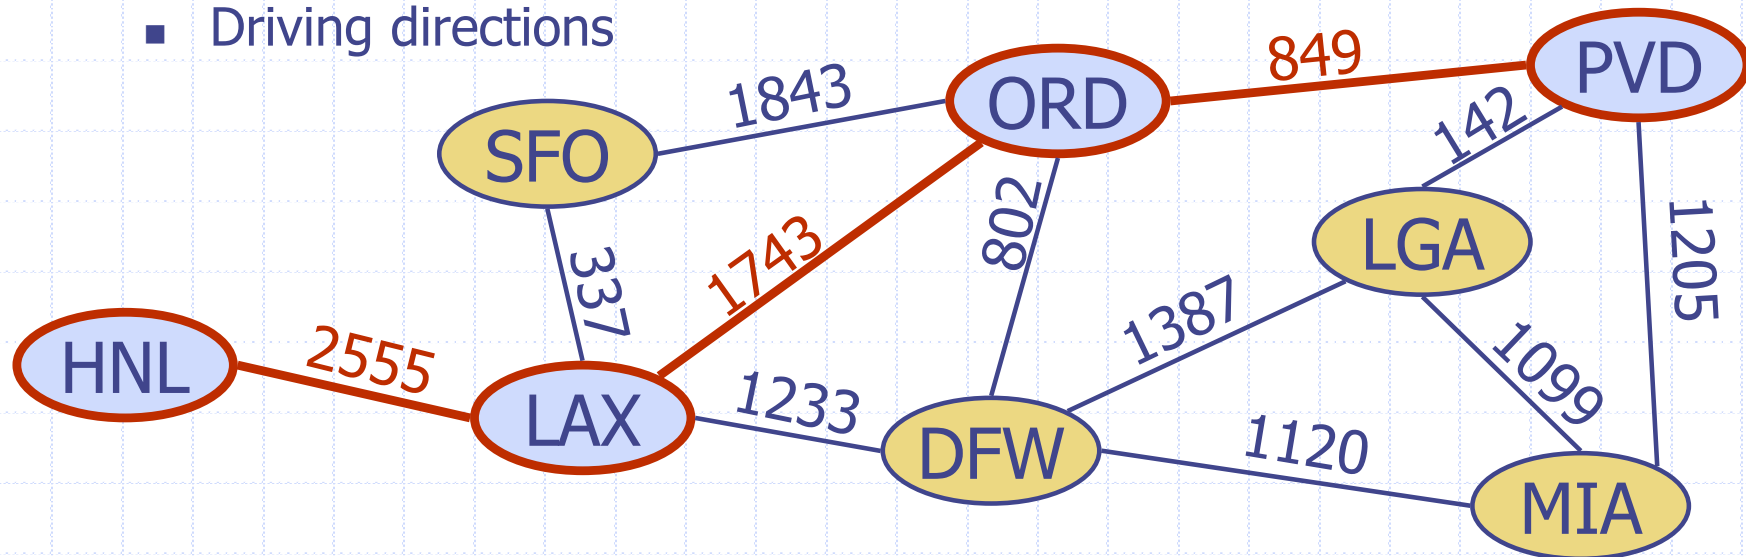 ▪ Driving directions
849
PVD
1843
ORD
142
SFO
802
LGA
1205
337
1743
1387
HNL
2555
1099
LAX
1233
DFW
1120
MIA